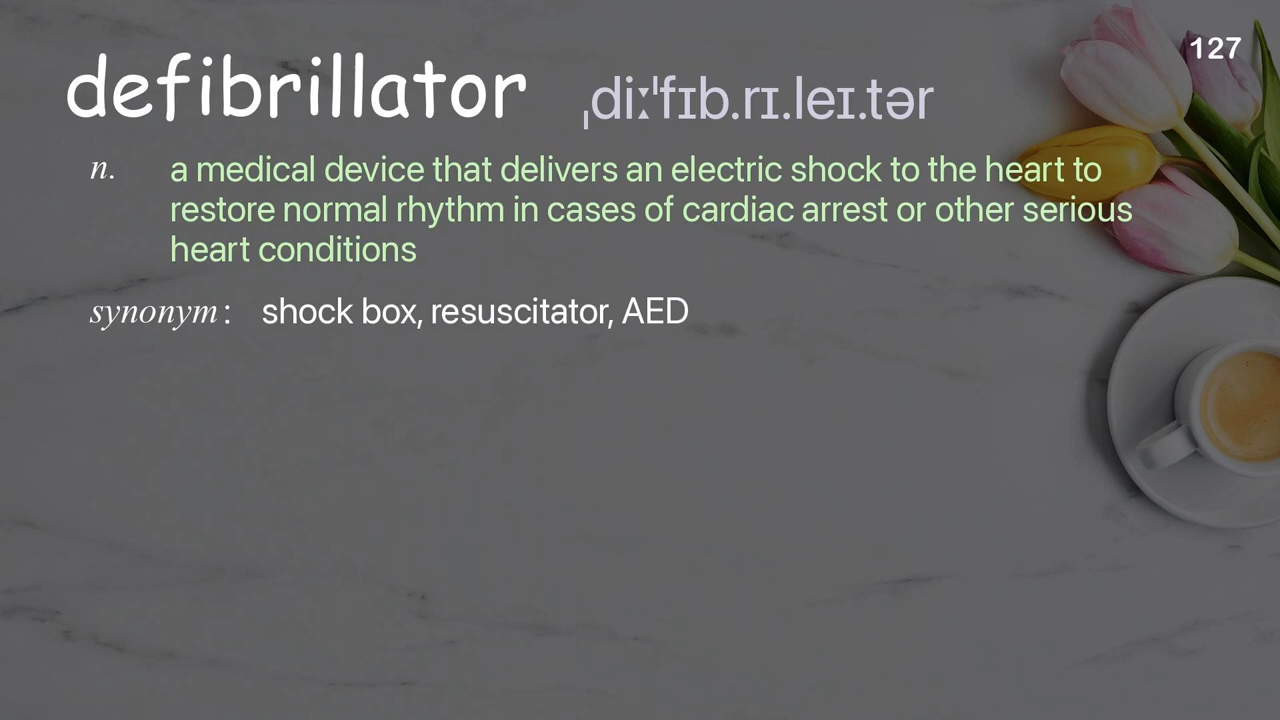 127
defibrillator ˌdiːˈfɪb.rɪ.leɪ.tər
n. a medical device that delivers an electric shock to the heart to
restore normal rhythm in cases of cardiac arrest or other serious
heart conditions
synonym : shock box, resuscitator, AED